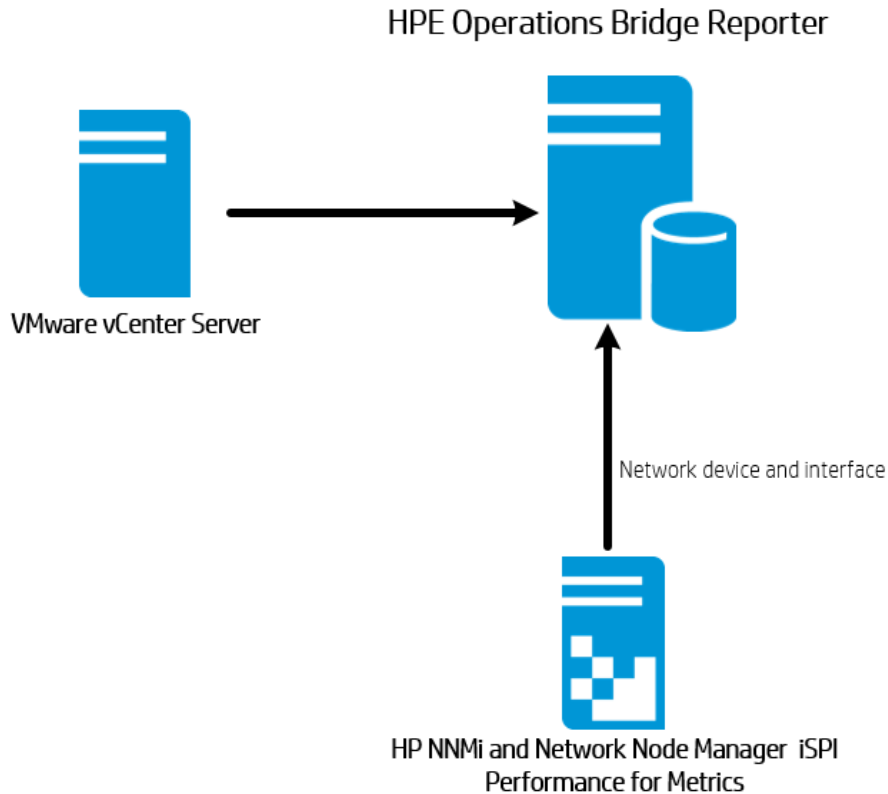 HPE Operations Bridge Reporter
VMware vCenter Server
Network device and interface
HP NNMi and Network Node Manager iSPI
Performance for Metrics